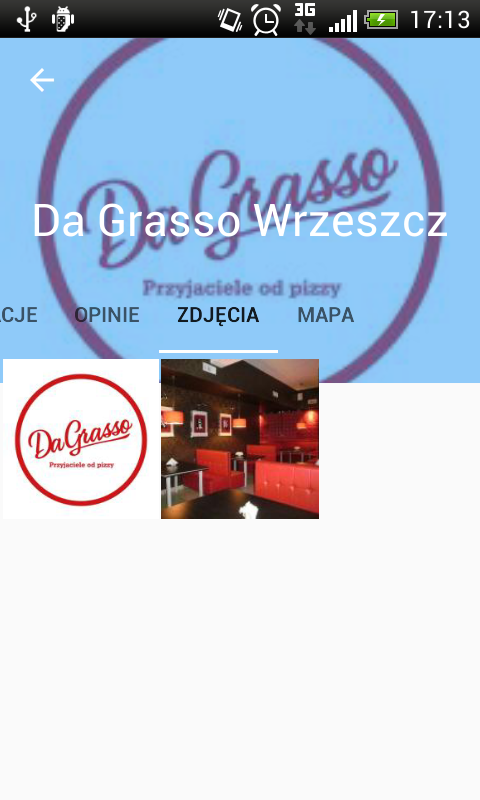 3G
17:13
Da Grasso
Da Grasso Wrzeszcz
Przyjaciele od pizzy
CJE OPINIE ZDJĘCIA MAPA
Da Grasso
Przyjaciele od pizzy